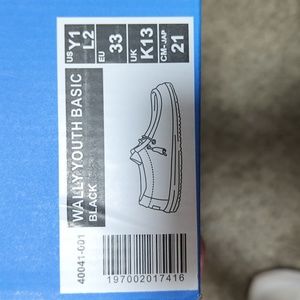 US Y1 L2
EU 33
UK K13
CM-JAP 21
WALLY YOUTH BASIC
BLACK
40041-001
197002017416